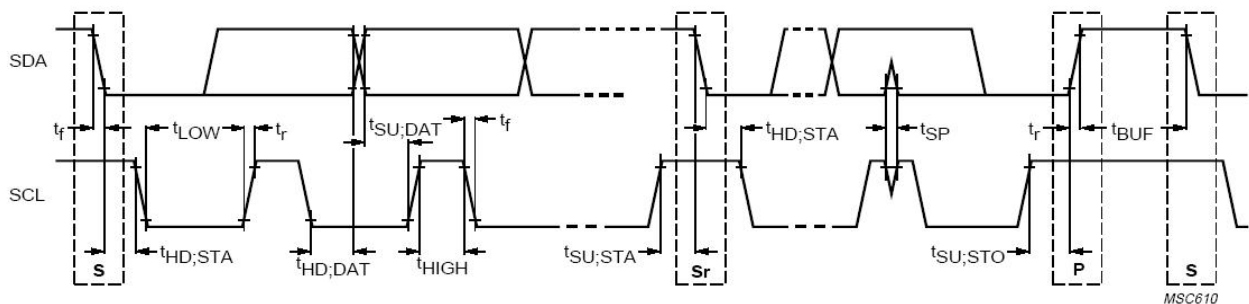 SDA
tf
tLOW
tr
tSU;DAT
tf
tHD;STA
tSP
tr
tBUF
SCL
S
tHD;STA
tHD;DAT
tHIGH
tSU;STA
Sr
tSU;STO
P
S
MSC610